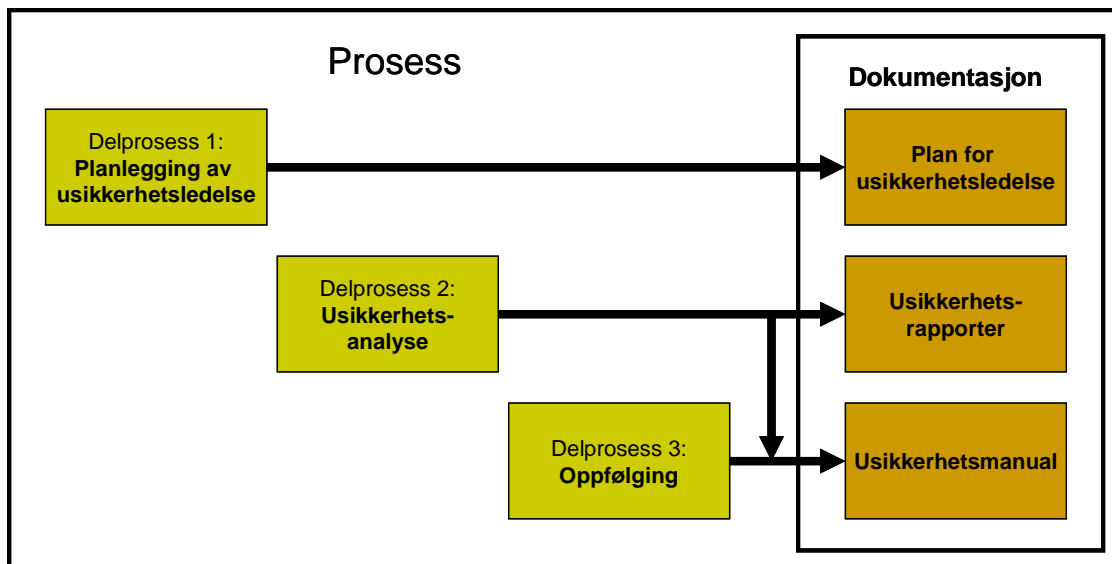 Prosess
Dokumentasjon
Delprosess 1:
Planlegging av
usikkerhetsledelse
Plan for
usikkerhetsledelse
Delprosess 2:
Usikkerhets-
analyse
Usikkerhets-
rapporter
Delprosess 3:
Oppfølging
Usikkerhetsmanual